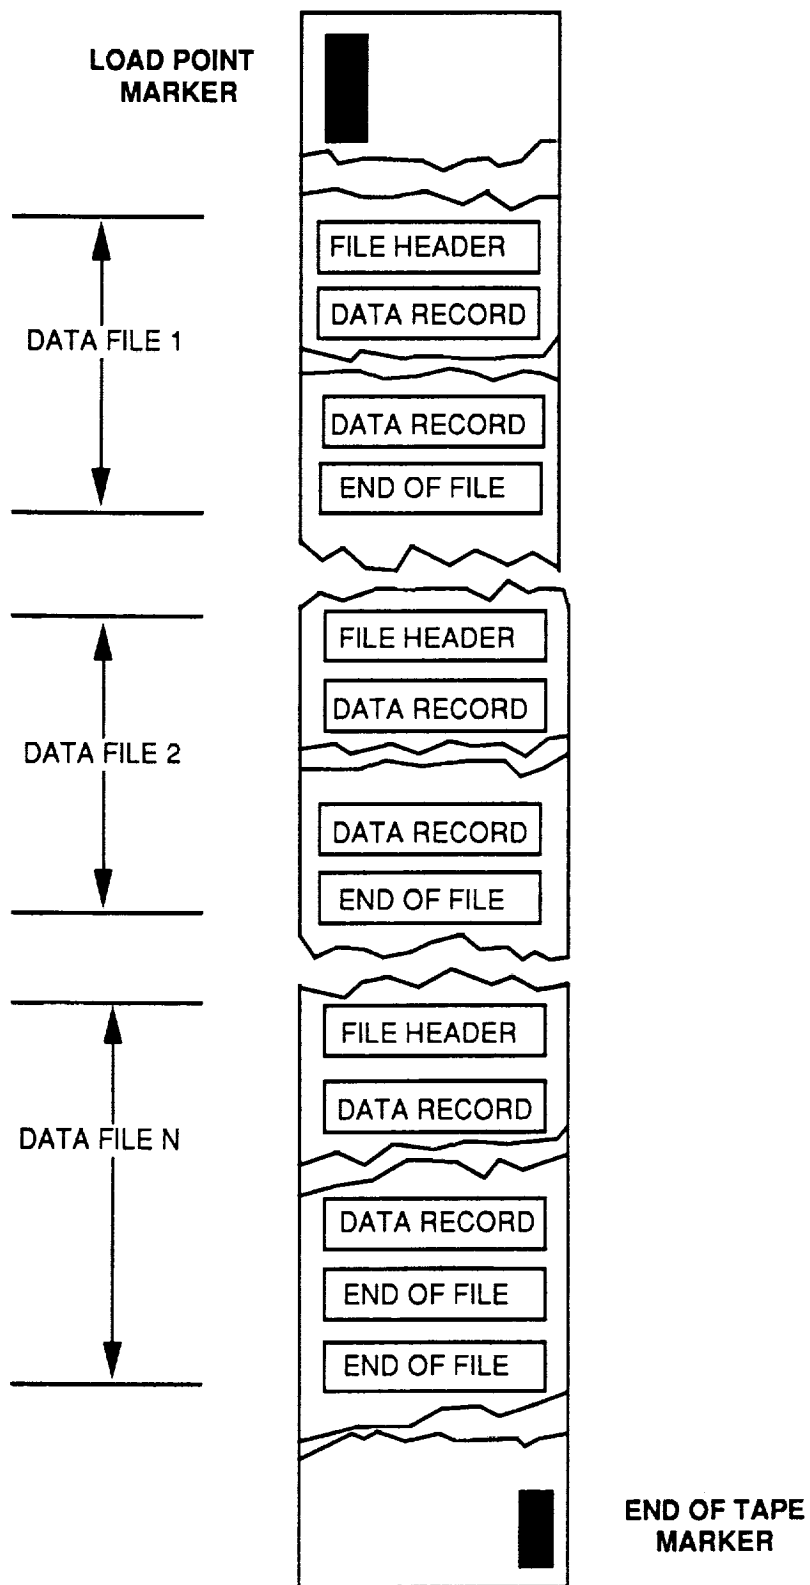 LOAD POINT
MARKER
FILE HEADER
DATA RECORD
DATA FILE 1
DATA RECORD
END OF FILE
FILE HEADER
DATA RECORD
DATA FILE 2
DATA RECORD
END OF FILE
FILE HEADER
DATA RECORD
DATA FILE N
DATA RECORD
END OF FILE
END OF FILE
END OF TAPE
MARKER